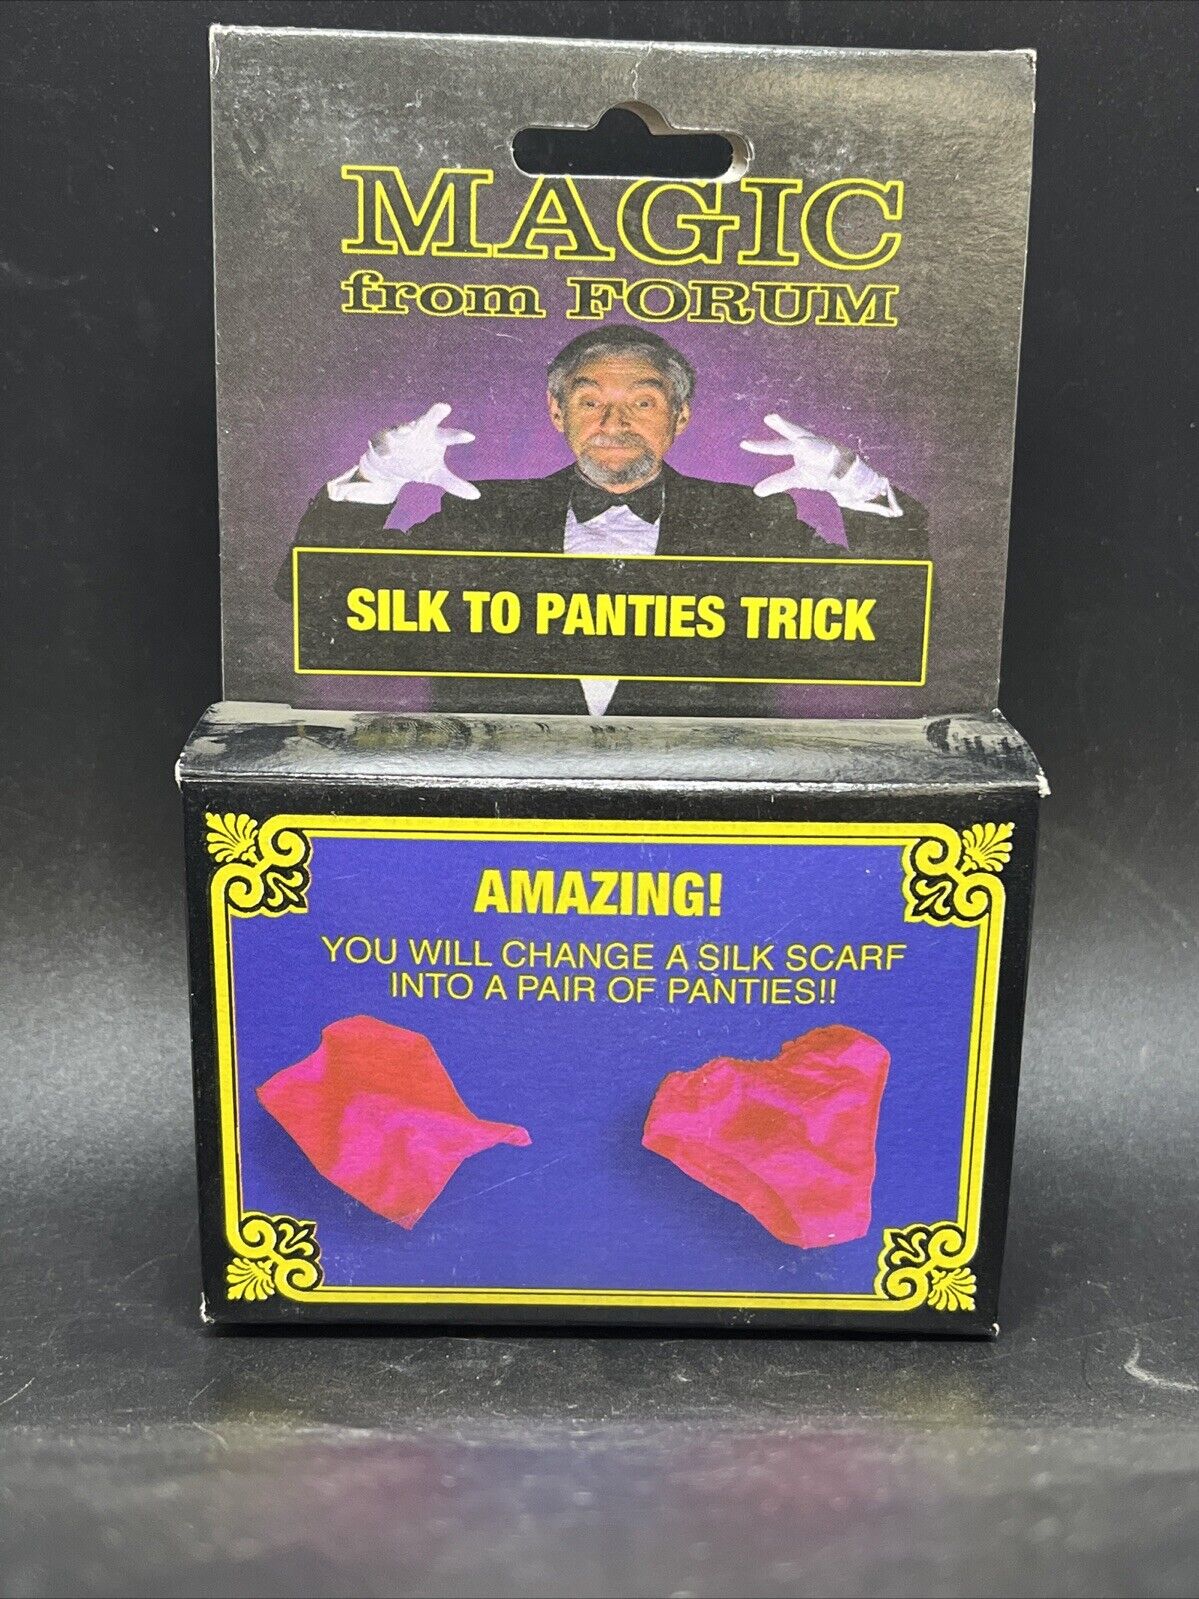 MAGIC
from FORUM
SILK TO PANTIES TRICK
AMAZING!
YOU WILL CHANGE A SILK SCARF
INTO A PAIR OF PANTIES!!